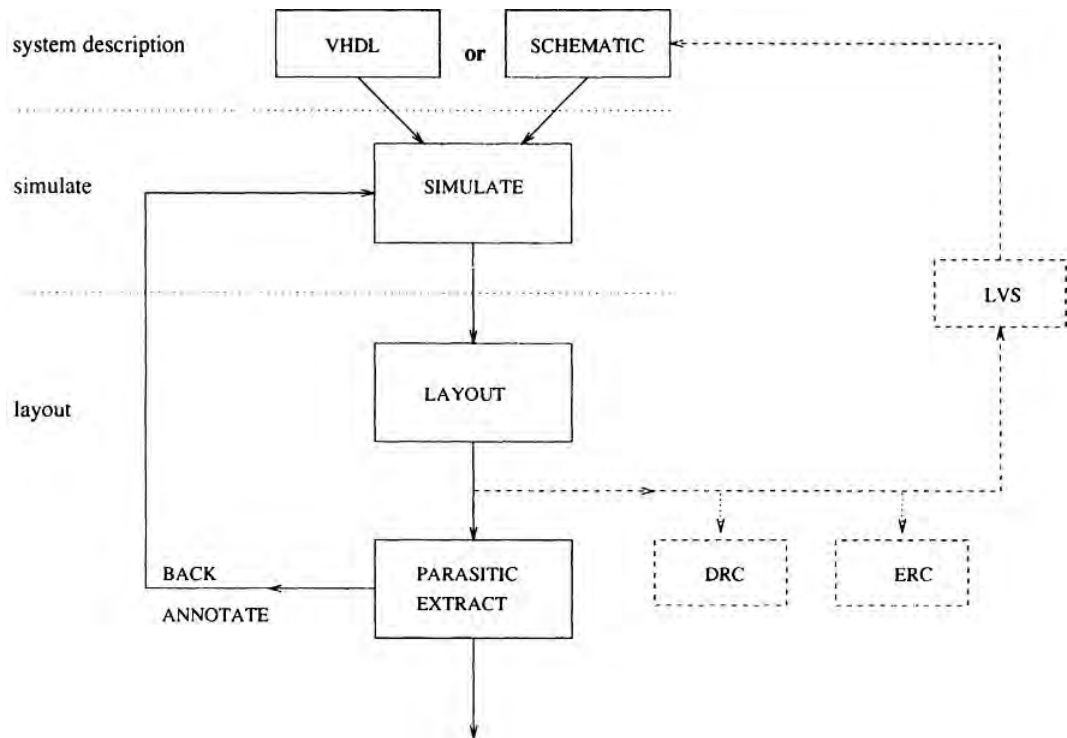 system description
VHDL
or
SCHEMATIC
simulate
SIMULATE
LVS
layout
LAYOUT
BACK
ANNOTATE
PARASITIC
EXTRACT
DRC
ERC